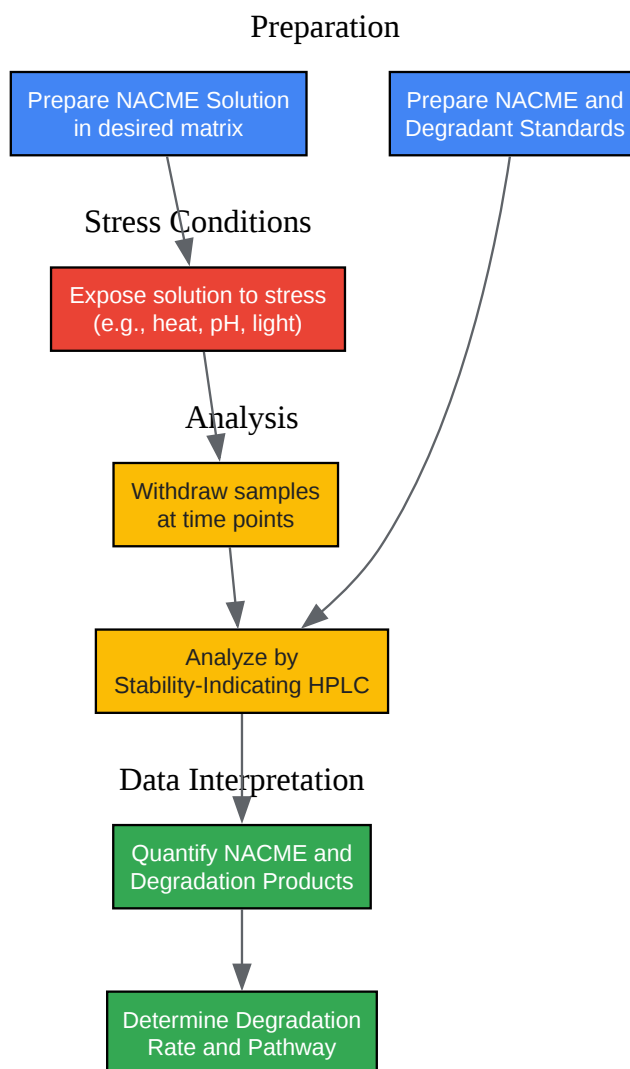 Preparation
Prepare NACME Solution
in desired matrix
Prepare NACME and
Degradant Standards
Stress Conditions
Expose solution to stress
(e.g., heat, pH, light)
Analysis
Withdraw samples
at time points
Analyze by
Stability-Indicating HPLC
Data Interpretation
Quantify NACME and
Degradation Products
Determine Degradation
Rate and Pathway